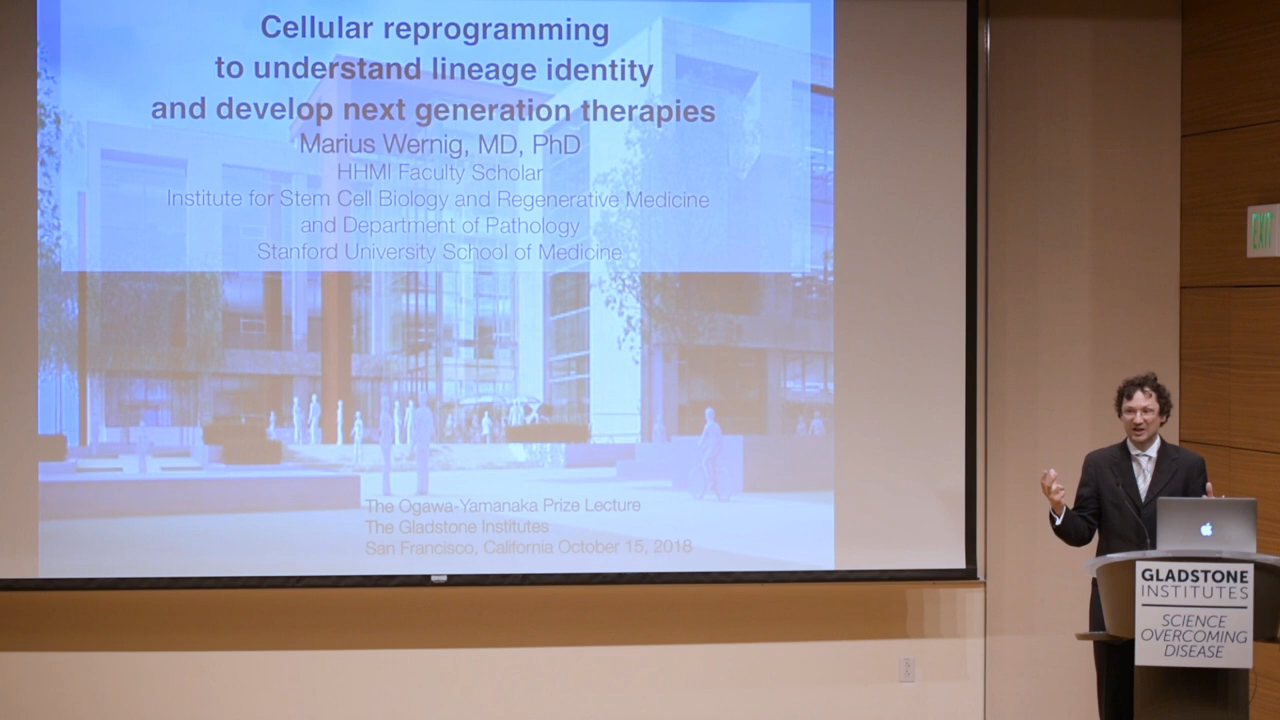 Cellular reprogramming
to understand lineage identity
and develop next generation therapies
Marius Wernig, MD, PhD
HHMI Faculty Scholar
Institute for Stem Cell Biology and Regenerative Medicine
and Department of Pathology
Stanford University School of Medicine
The Ogawa-Yamanaka Prize Lecture
The Gladstone Institutes
San Francisco, California October 15, 2018
EXIT
GLADSTONE
INSTITUTES
SCIENCE
OVERCOMING
DISEASE